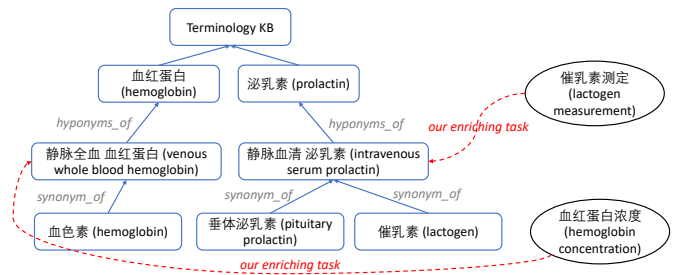 Terminology KB
血红蛋白
(hemoglobin)
泌乳素 (prolactin)
催乳素测定
(lactogen
measurement)
hyponyms_of
hyponyms_of
our enriching task
静脉全血 血红蛋白 (venous
whole blood hemoglobin)
静脉血清 泌乳素 (intravenous
serum prolactin)
synonym_of
synonym_of
synonym_of
血色素 (hemoglobin)
垂体泌乳素 (pituitary
prolactin)
催乳素 (lactogen)
血红蛋白浓度
(hemoglobin
concentration)
our enriching task